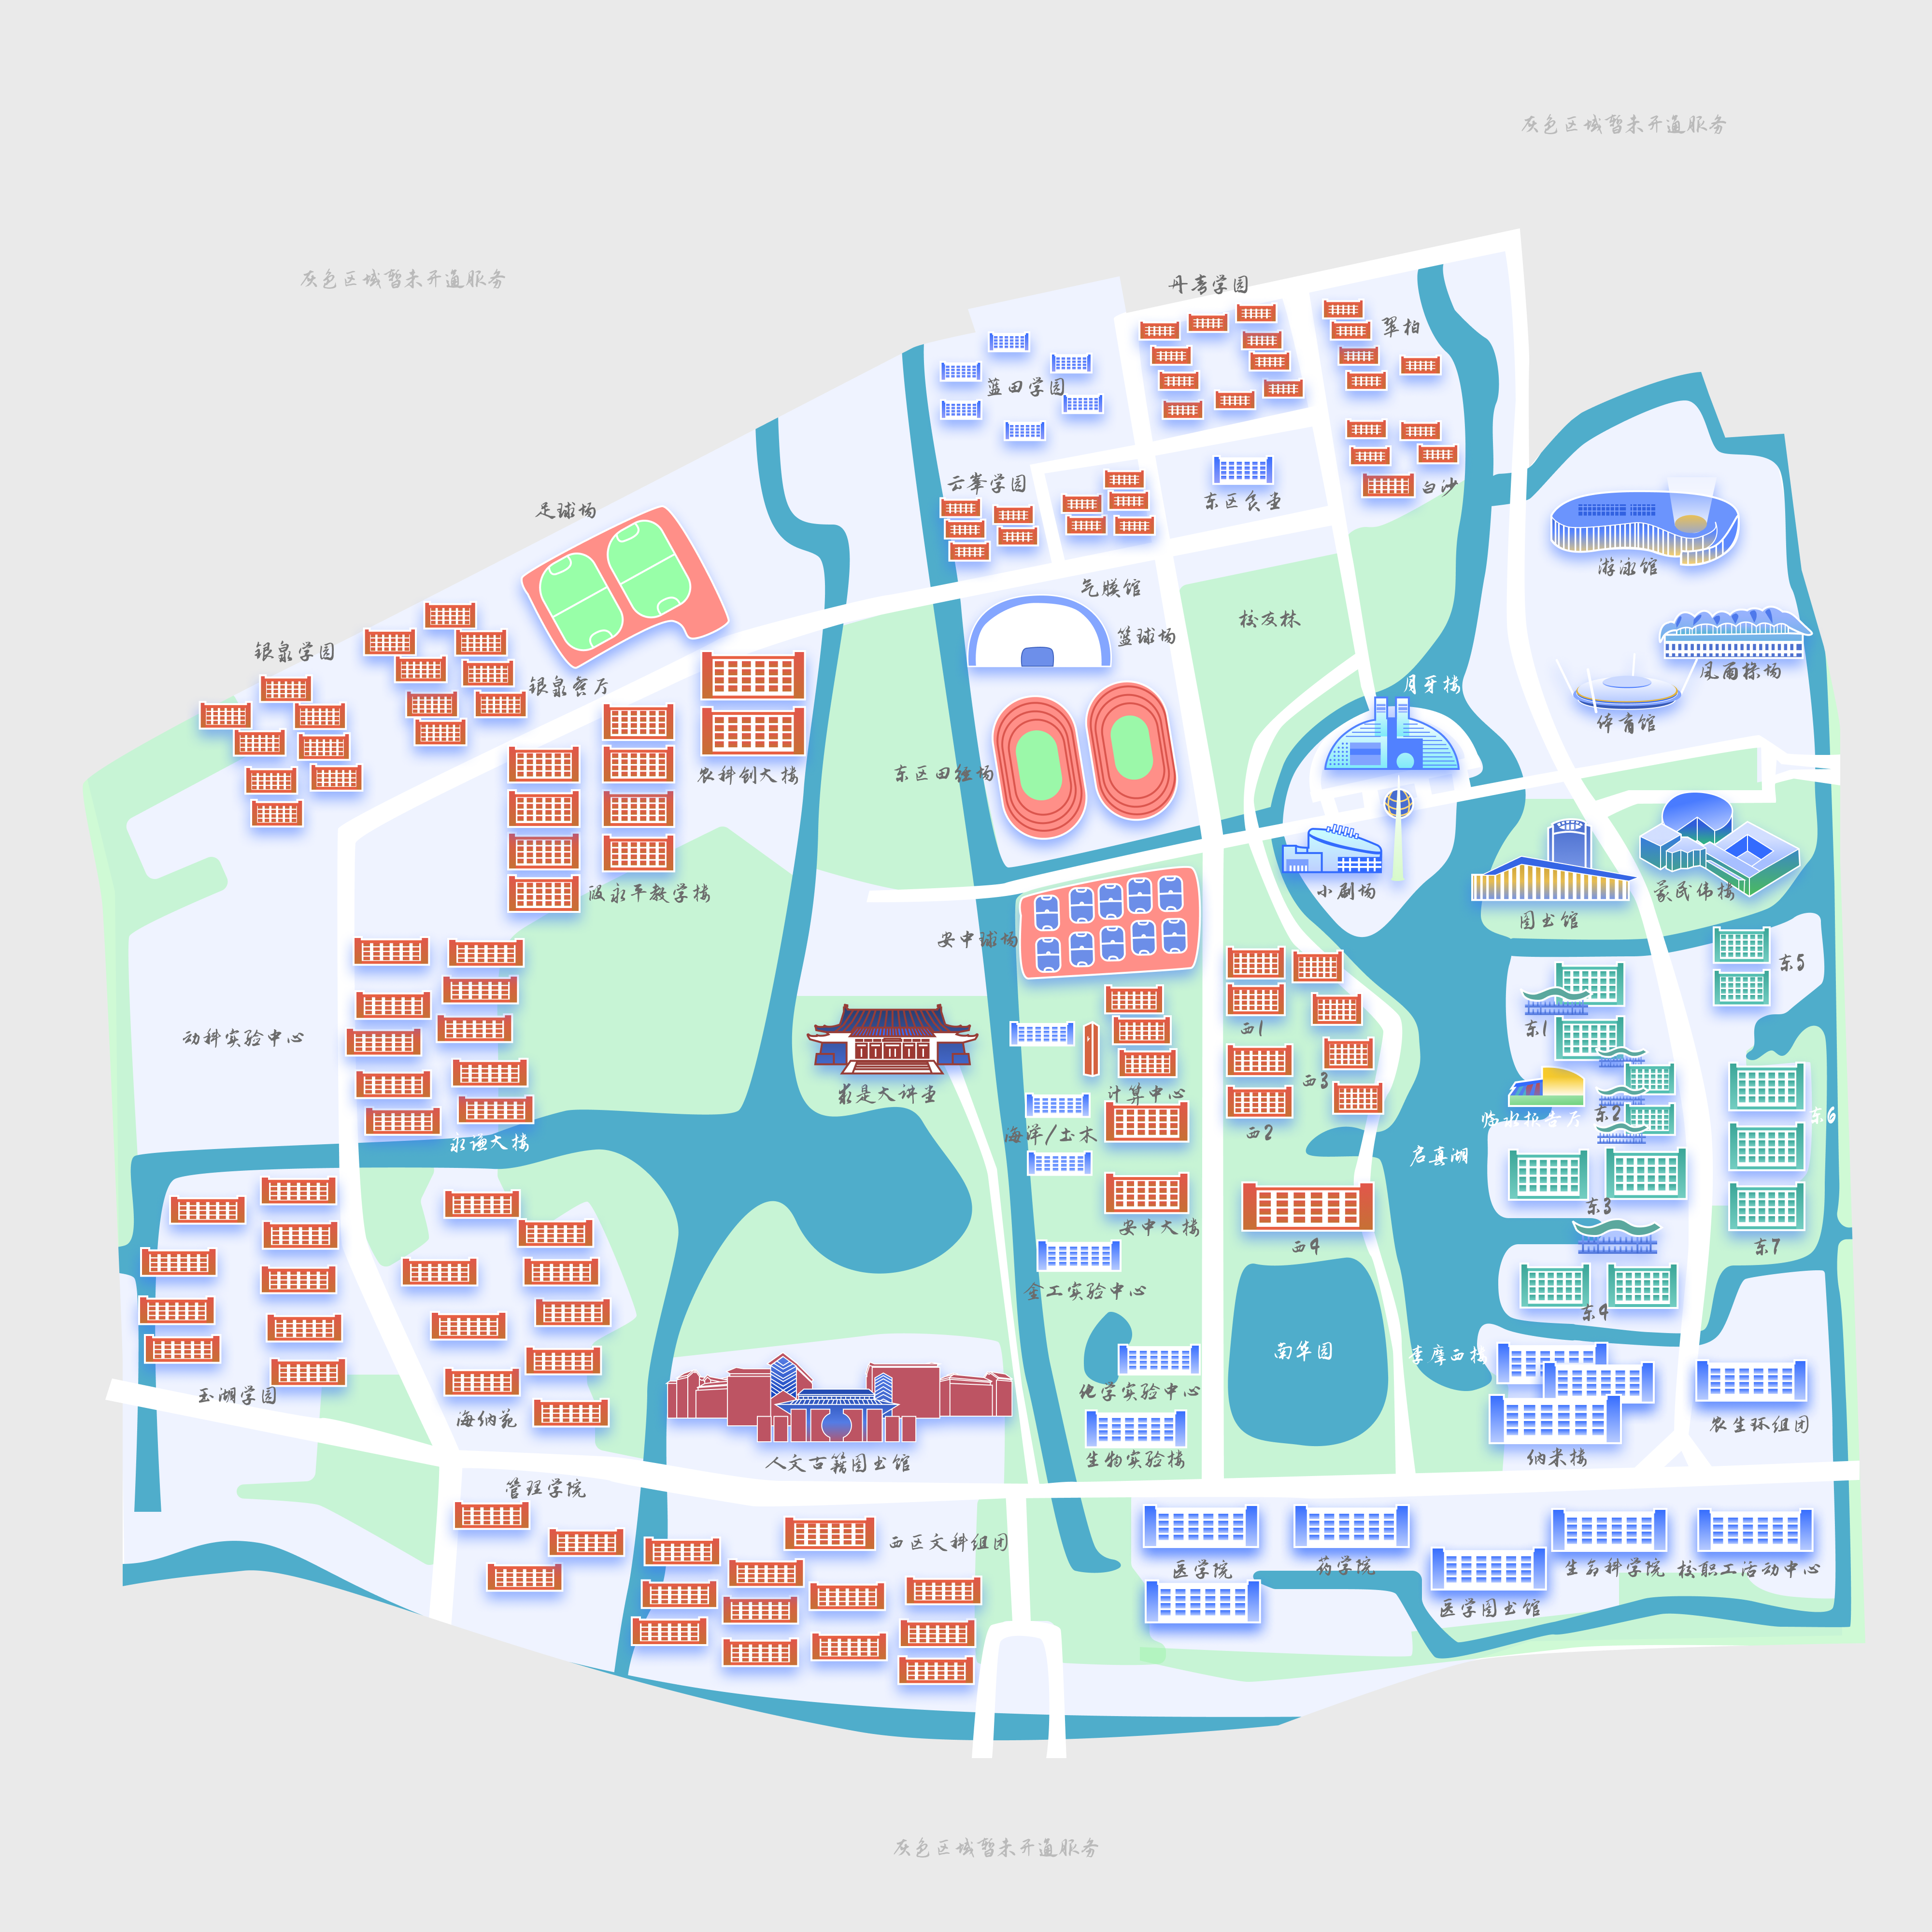 灰色区域暂未开通服务
灰色区域暂未开通服务
丹青学园
翠柏
蓝田学园
云峰学园
白沙
东区食堂
足球场
游泳馆
气膜馆
校友林
篮球场
银泉学园
风雨操场
银泉餐厅
月牙楼
体育馆
农科创大楼
东区田径场
小剧场
蒙民伟楼
段永平教学楼
图书馆
安中球场
东5
西1
东1
动科实验中心
西3
求是大讲堂
计算中心
东2
东6
临水报告厅
海洋/土木
西2
永谦大楼
启真湖
东3
安中大楼
西4
东7
金工实验中心
东4
南华园
李摩西楼
化学实验中心
玉湖学园
海纳苑
农生环组团
人文古籍图书馆
生物实验楼
纳米楼
管理学院
西区文科组团
医学院
药学院
生命科学院
校职工活动中心
医学图书馆
灰色区域暂未开通服务